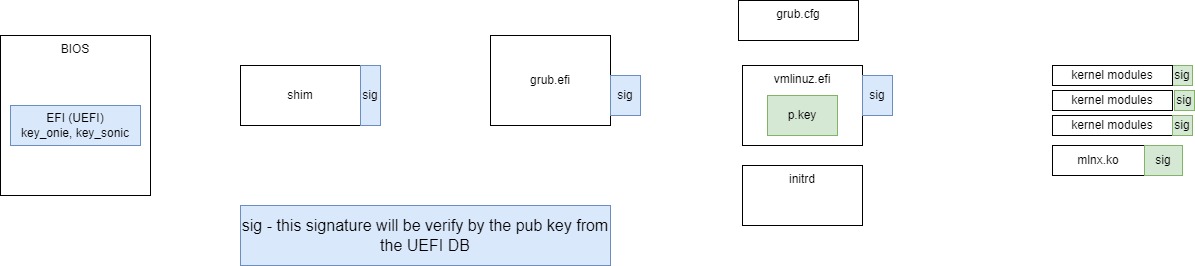 BIOS
EFI (UEFI)
key_onie, key_sonic
shim
sig
grub.efi
sig
grub.cfg
vmlinuz.efi
p.key
sig
initrd
kernel modules
sig
kernel modules
sig
kernel modules
sig
mlnx.ko
sig
sig - this signature will be verify by the pub key from
the UEFI DB